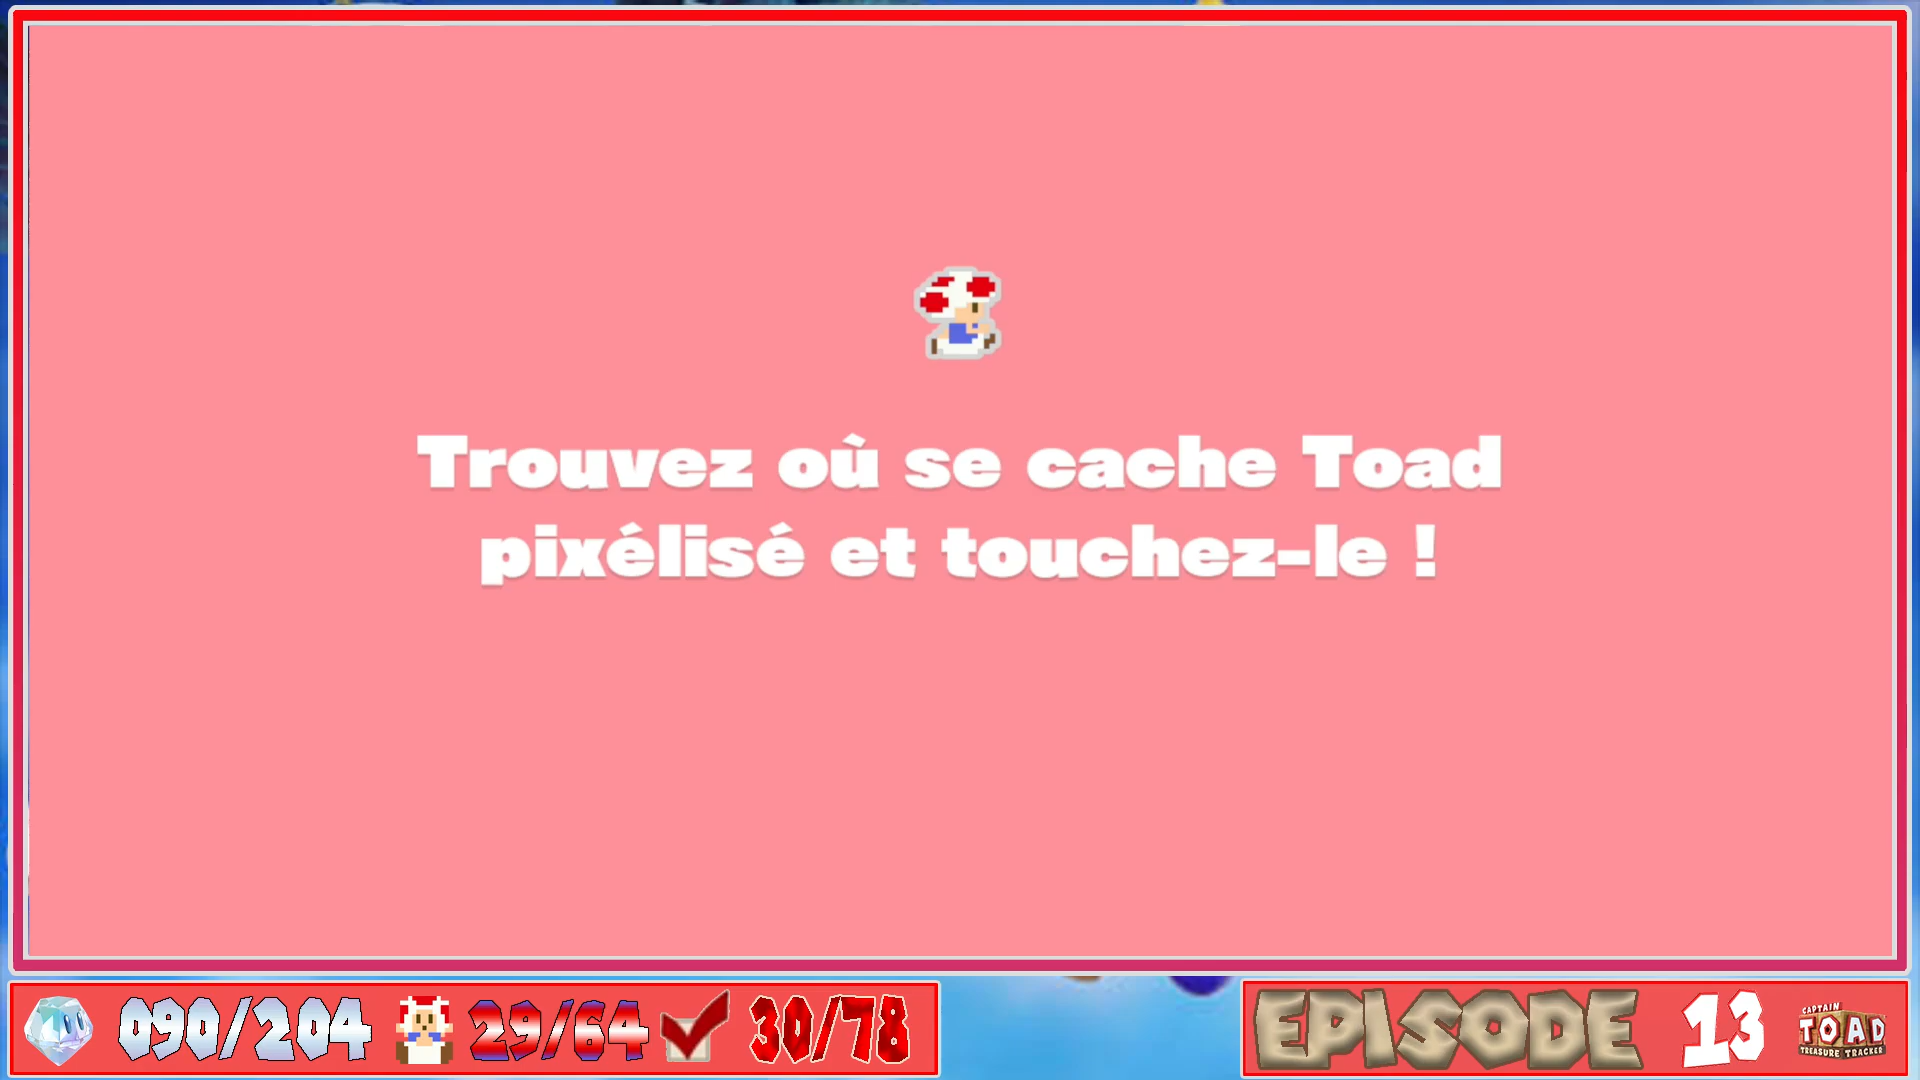 Trouvez où se cache Toad
pixélisé et touchez-le !
090/204 29/64 30/78
EPISODE 13
CAPTAIN
TOAD
TREASURE TRACKER